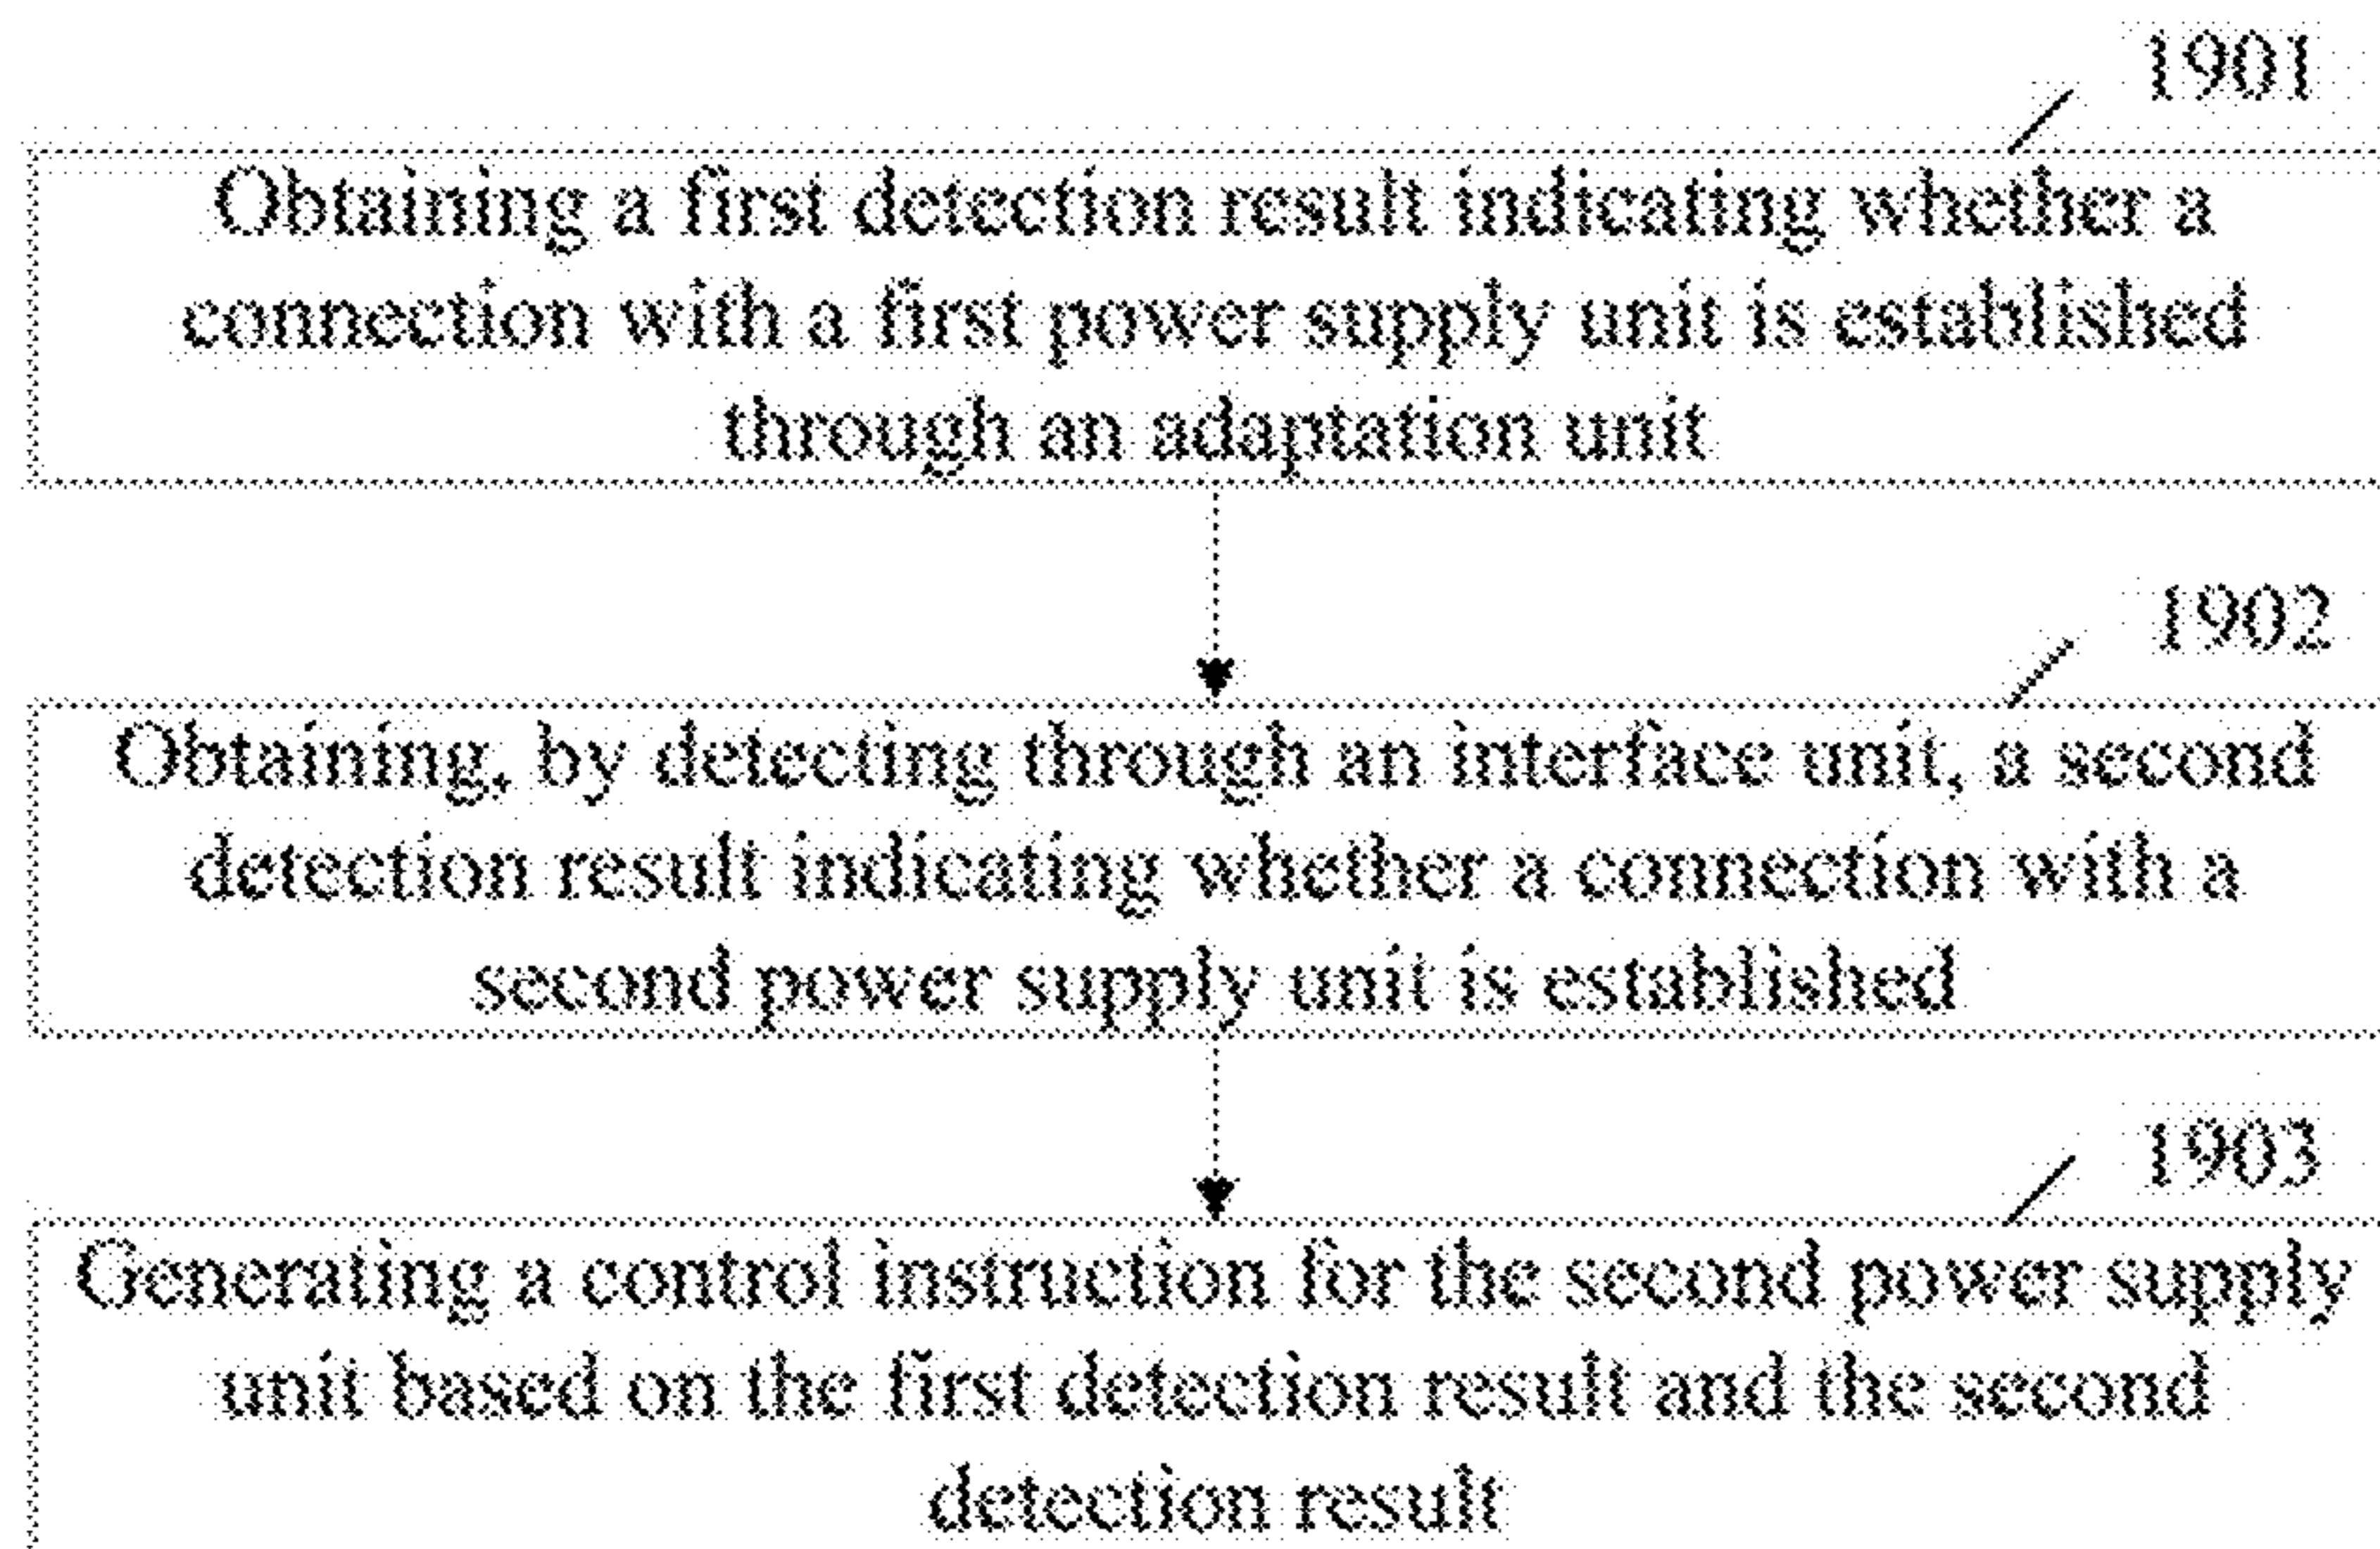 1901
Obtaining a first detection result indicating whether a
connection with a first power supply unit is established
through an adaptation unit
1902
Obtaining, by detecting through an interface unit, a second
detection result indicating whether a connection with a
second power supply unit is established
1903
Generating a control instruction for the second power supply
unit based on the first detection result and the second
detection result